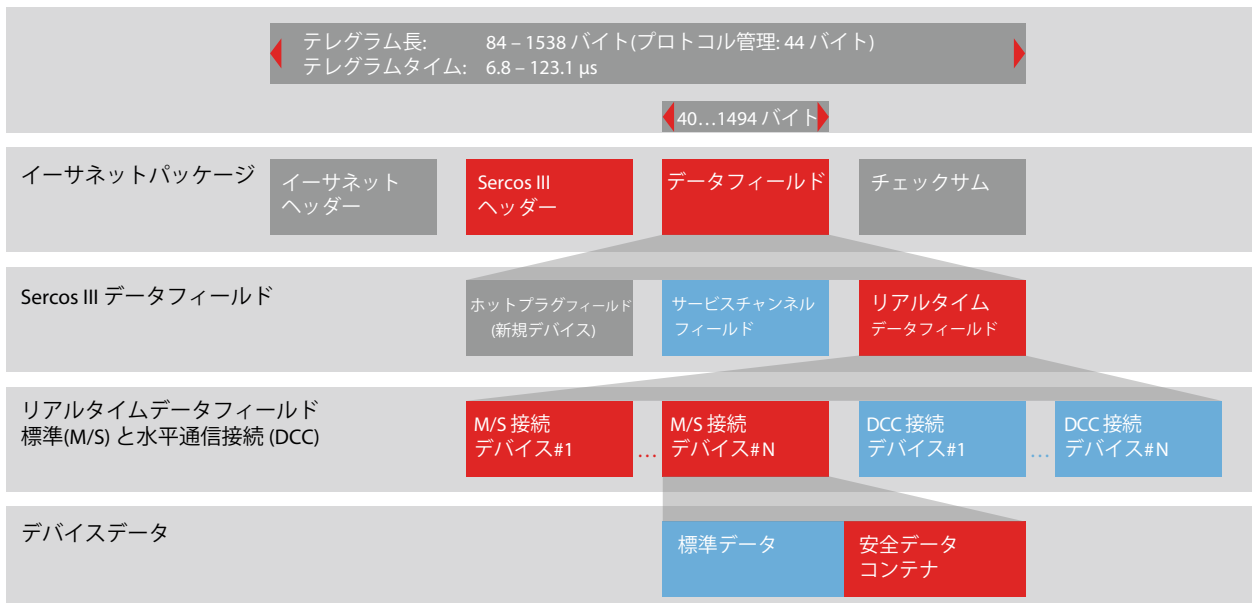 テレグラム長: 84 – 1538 バイト(プロトコル管理: 44 バイト)
テレグラムタイム: 6.8 – 123.1 µs
40…1494 バイト
イーサネットパッケージ
イーサネット
ヘッダー
Sercos III
ヘッダー
データフィールド
チェックサム
Sercos III データフィールド
ホットプラグフィールド
(新規デバイス)
サービスチャンネル
フィールド
リアルタイム
データフィールド
リアルタイムデータフィールド
標準(M/S) と水平通信接続 (DCC)
M/S 接続
デバイス#1
…
M/S 接続
デバイス#N
DCC 接続
デバイス#1
…
DCC 接続
デバイス#N
デバイスデータ
標準データ
安全データ
コンテナ